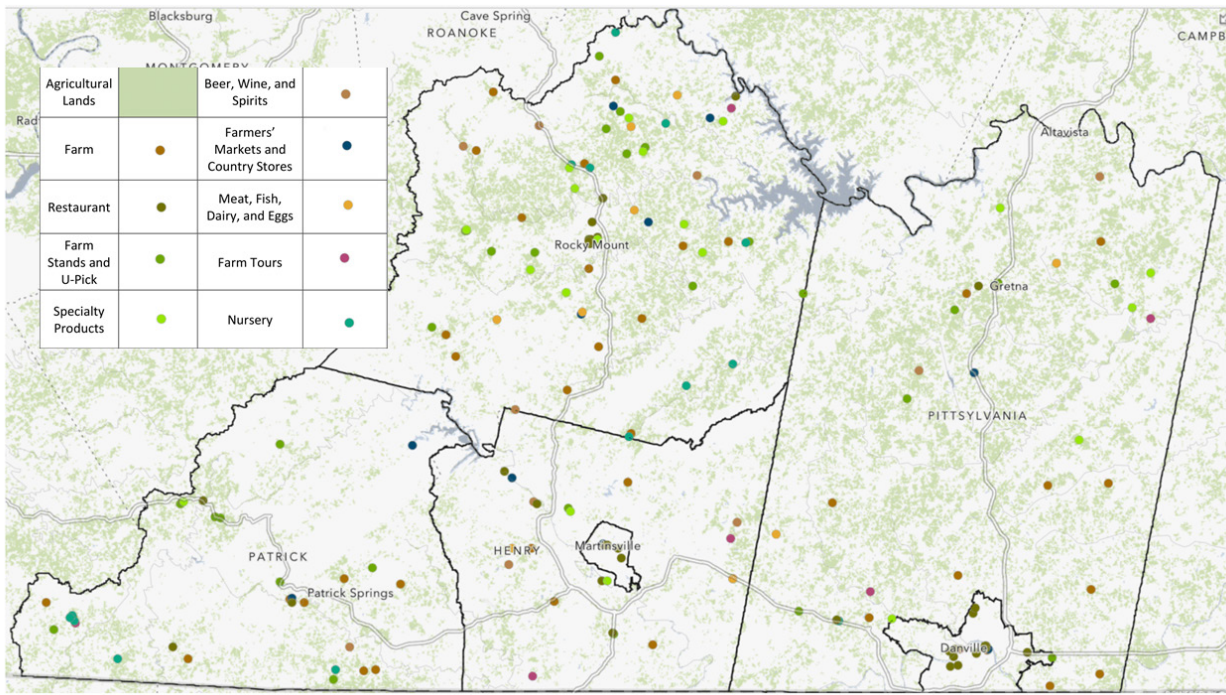 Blacksburg
Cave Spring
ROANOKE
CAMPB
MONTGOMERY
Agricultural
Lands
Beer, Wine, and
Spirits
Rad
Farm
Farmers'
Markets and
Country Stores
Altavista
Restaurant
Meat, Fish,
Dairy, and Eggs
Farm
Stands and
U-Pick
Farm Tours
Rocky Mount
Gretna
Specialty
Products
Nursery
PITTSYLVANIA
HENRY
Martinsville
PATRICK
Patrick Springs
Danville